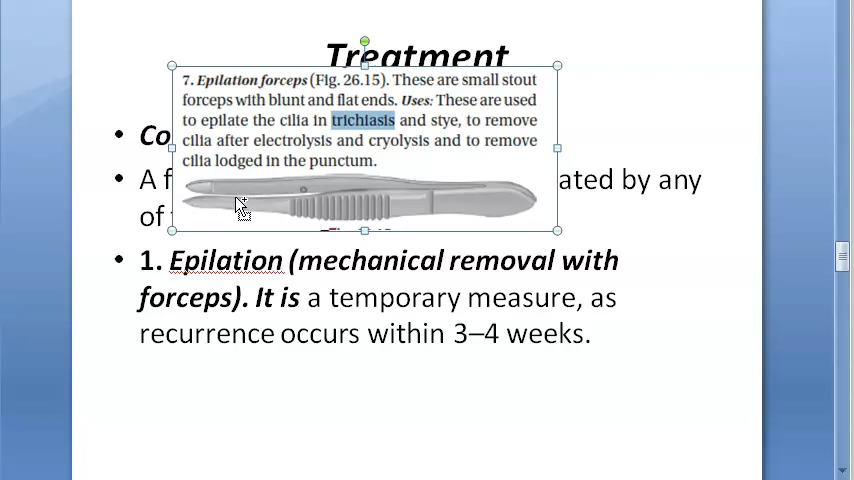 Treatment
7. Epilation forceps (Fig. 26.15). These are small stout
forceps with blunt and flat ends. Uses: These are used
to epilate the cilia in trichiasis and stye, to remove
cilia after electrolysis and cryolysis and to remove
cilia lodged in the punctum.
• Co
• A f ated by any
of
• 1. Epilation (mechanical removal with
forceps). It is a temporary measure, as
recurrence occurs within 3–4 weeks.